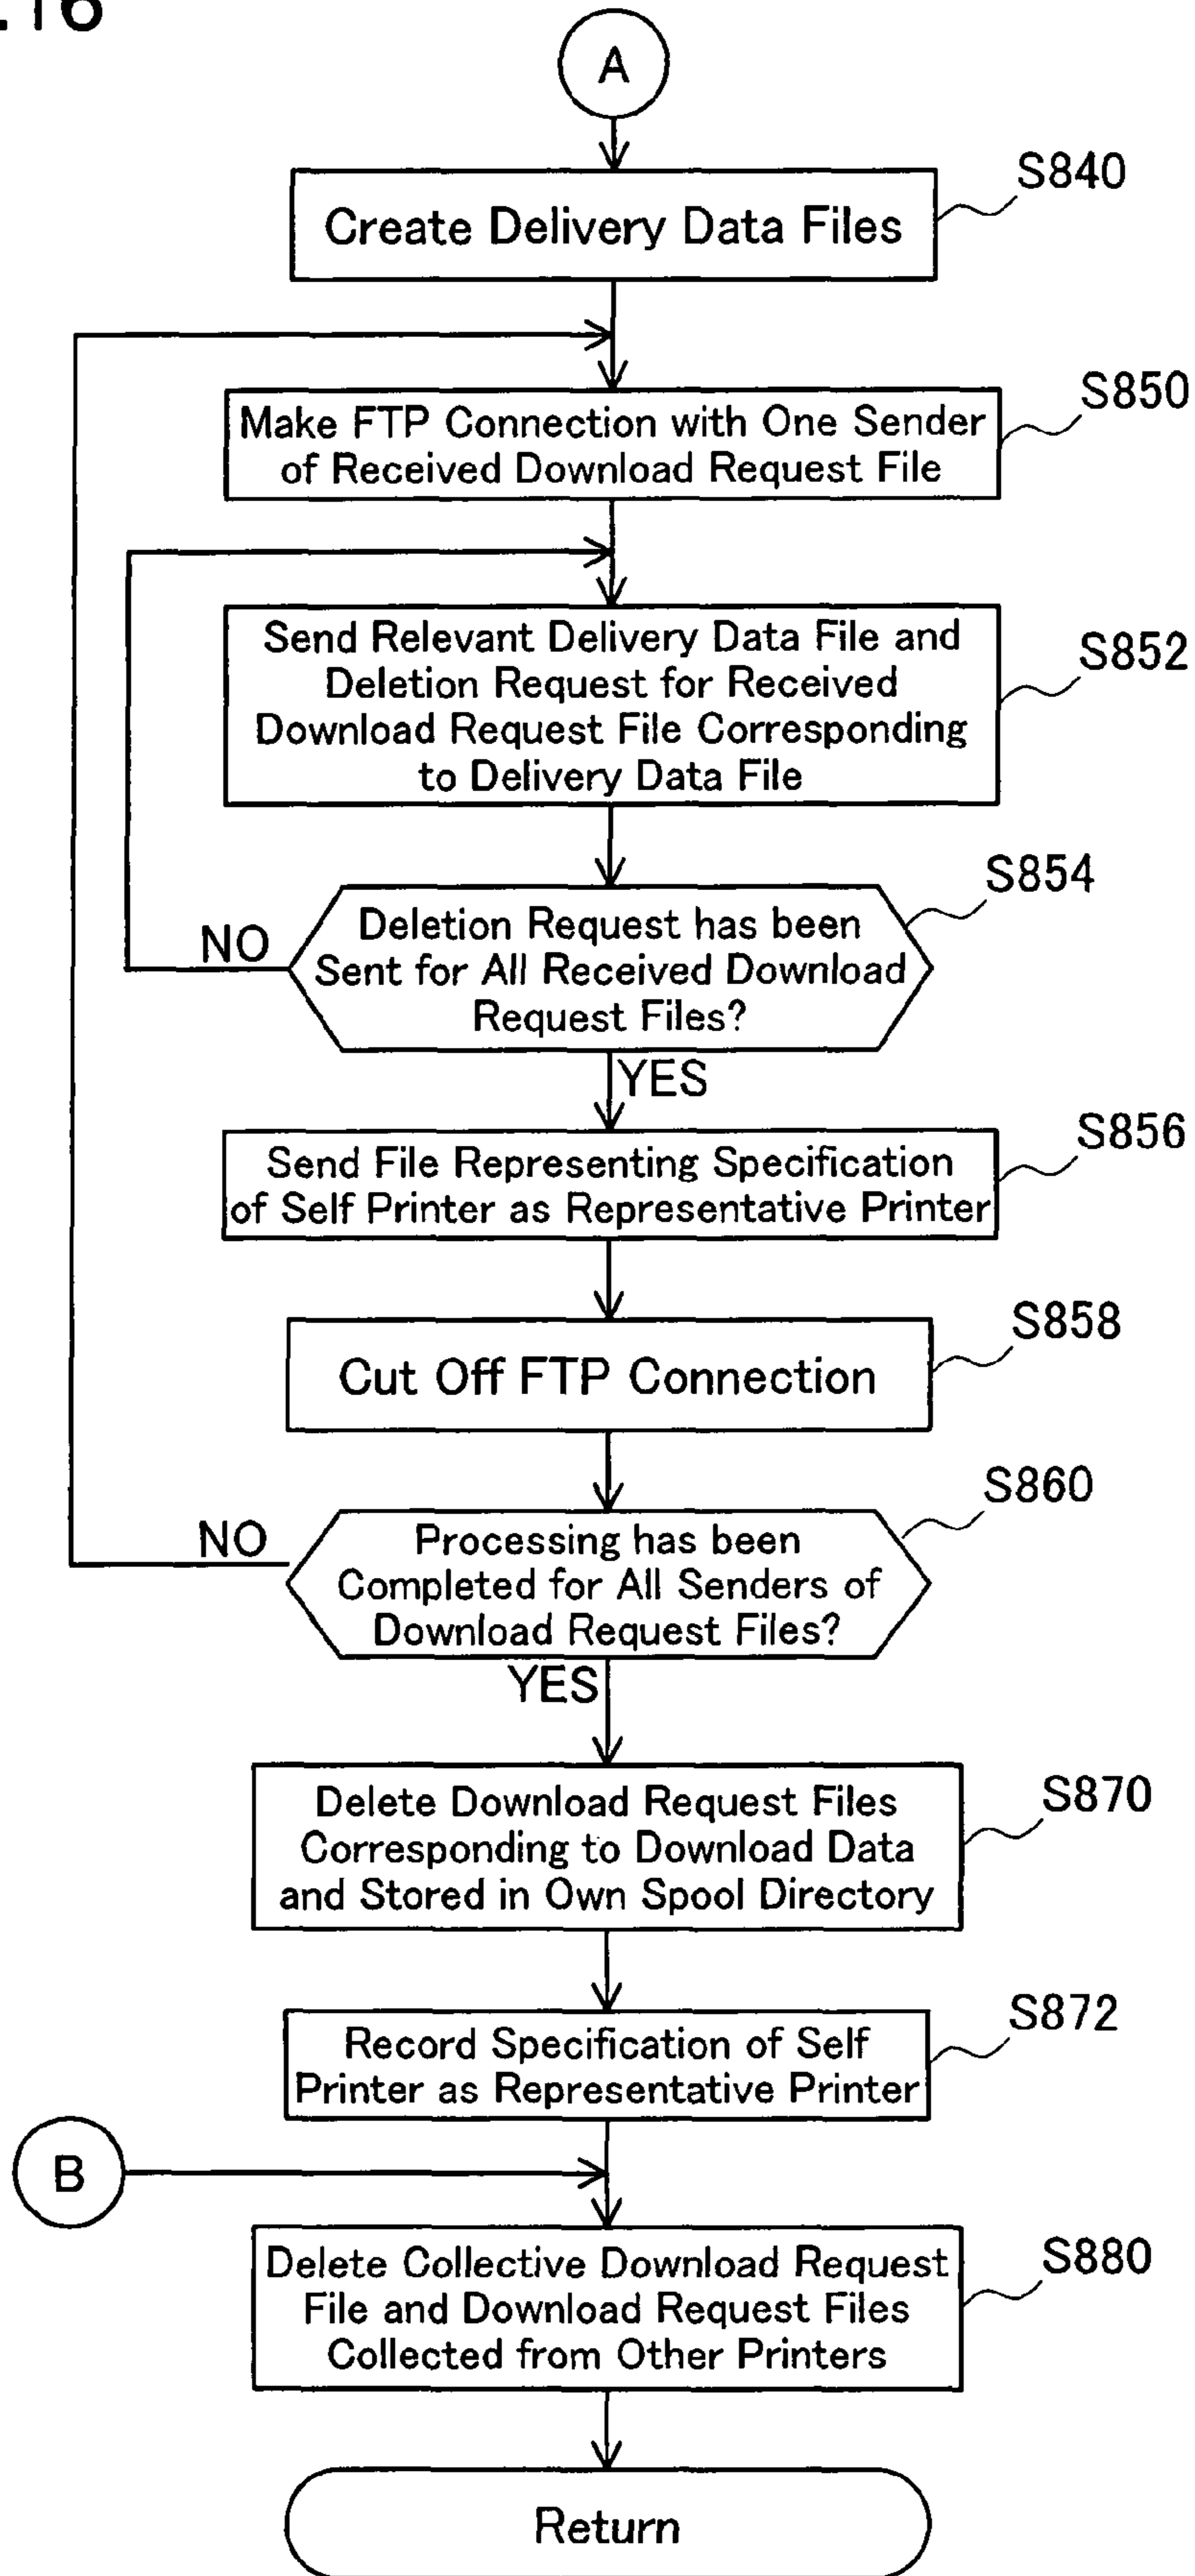 .16
A
S840
Create Delivery Data Files
S850
Make FTP Connection with One Sender
of Received Download Request File
S852
Send Relevant Delivery Data File and
Deletion Request for Received
Download Request File Corresponding
to Delivery Data File
S854
Deletion Request has been
Sent for All Received Download
Request Files?
NO
YES
S856
Send File Representing Specification
of Self Printer as Representative Printer
S858
Cut Off FTP Connection
S860
Processing has been
Completed for All Senders of
Download Request Files?
NO
YES
S870
Delete Download Request Files
Corresponding to Download Data
and Stored in Own Spool Directory
S872
Record Specification of Self
Printer as Representative Printer
B
S880
Delete Collective Download Request
File and Download Request Files
Collected from Other Printers
Return